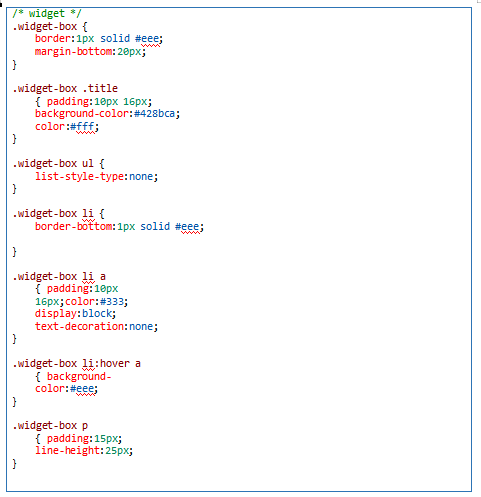 /* widget */
.widget-box {
border:1px solid #eee;
margin-bottom:20px;
}
.widget-box .title
{ padding:10px 16px;
background-color:#428bca;
color:#fff;
}
.widget-box ul {
list-style-type:none;
}
.widget-box li {
border-bottom:1px solid #eee;
}
.widget-box li a
{ padding:10px
16px;color:#333;
display:block;
text-decoration:none;
}
.widget-box li:hover a
{ background-
color:#eee;
}
.widget-box p
{ padding:15px;
line-height:25px;
}